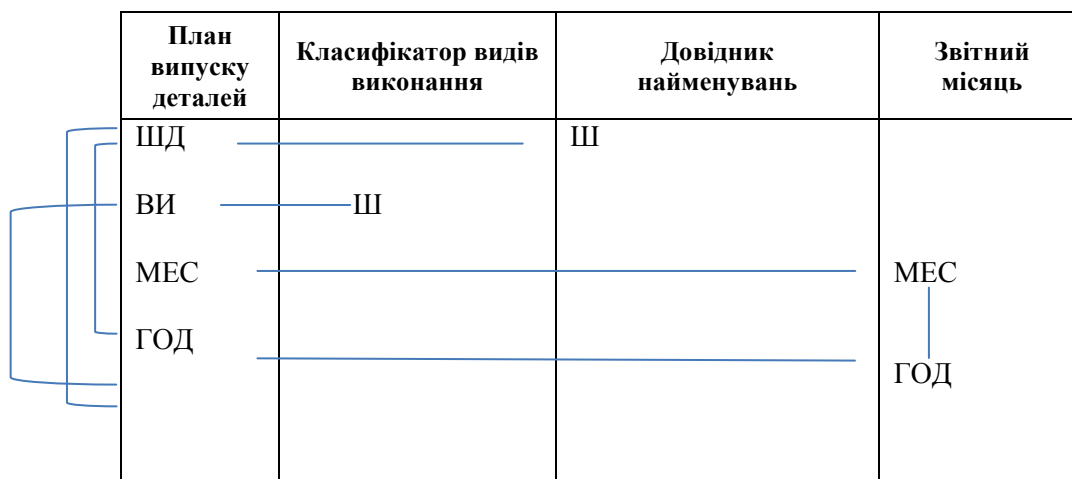 План
випуску
деталей
Класифікатор видів
виконання
Довідник
найменувань
Звітний
місяць
ШД
Ш
ВИ
Ш
МЕС
МЕС
ГОД
ГОД